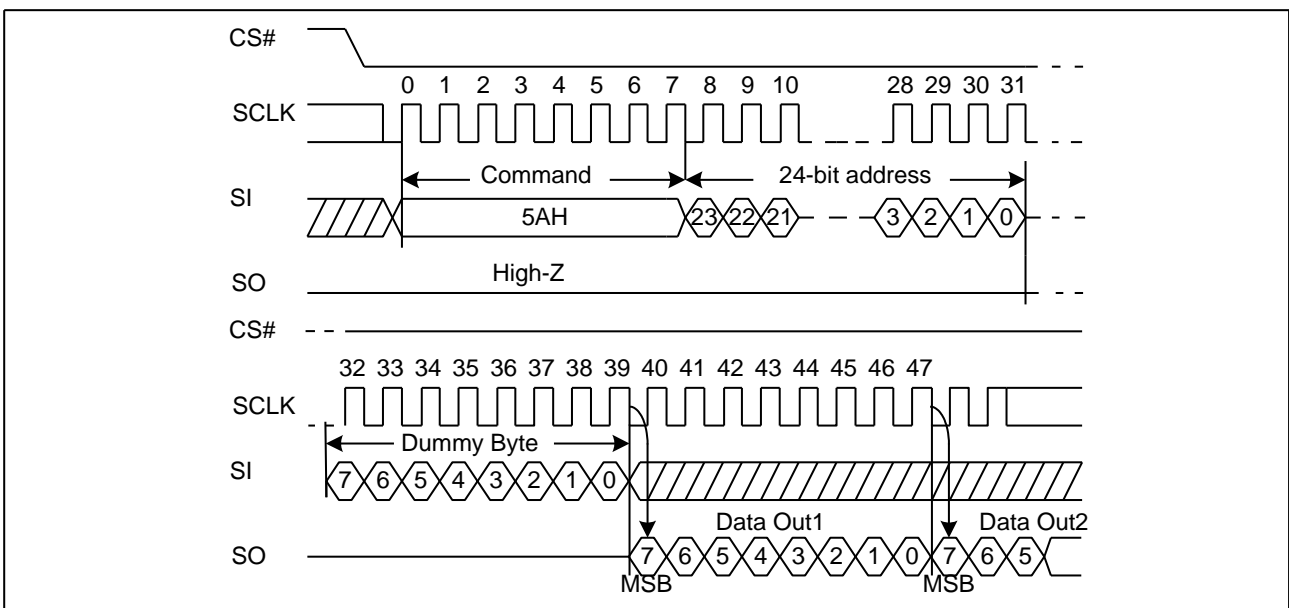 CS#
0 1 2 3 4 5 6 7 8 9 10 28 29 30 31
SCLK
Command 24-bit address
SI
5AH 23 22 21 3 2 1 0
High-Z
SO
CS#
32 33 34 35 36 37 38 39 40 41 42 43 44 45 46 47
SCLK
Dummy Byte
SI
7 6 5 4 3 2 1 0
Data Out1 Data Out2
SO
7 6 5 4 3 2 1 0 7 6 5
MSB MSB